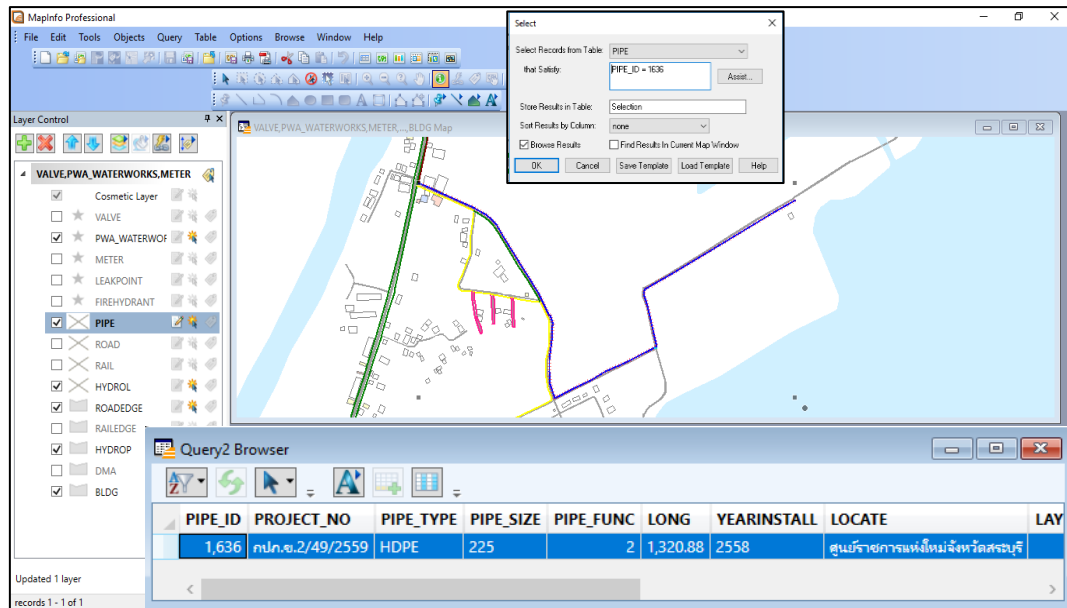 MapInfo Professional
File Edit Tools Objects Query Table Options Browse Window Help
Select
Select Records from Table: PIPE
that Satisfy: PIPE_ID = 1636
Assist...
Store Results in Table: Selection
Sort Results by Column: none
Browse Results Find Results In Current Map Window
OK Cancel Save Template Load Template Help
Layer Control
VALVE,PWA_WATERWORKS,METER,...,BLDG Map
VALVE,PWA_WATERWORKS,METER
Cosmetic Layer
VALVE
PWA_WATERWOF
METER
LEAKPOINT
FIREHYDRANT
PIPE
ROAD
RAIL
HYDROL
ROADEDGE
RAILEDGE
HYDROP
DMA
BLDG
Updated 1 layer
records 1 - 1 of 1
Query2 Browser
PIPE_ID PROJECT_NO PIPE_TYPE PIPE_SIZE PIPE_FUNC LONG YEARINSTALL LOCATE LAY
1,636 กปภ.ข.2/49/2559 HDPE 225 2 1,320.88 2558 ศูนย์ราชการแห่งใหม่จังหวัดสระบุรี